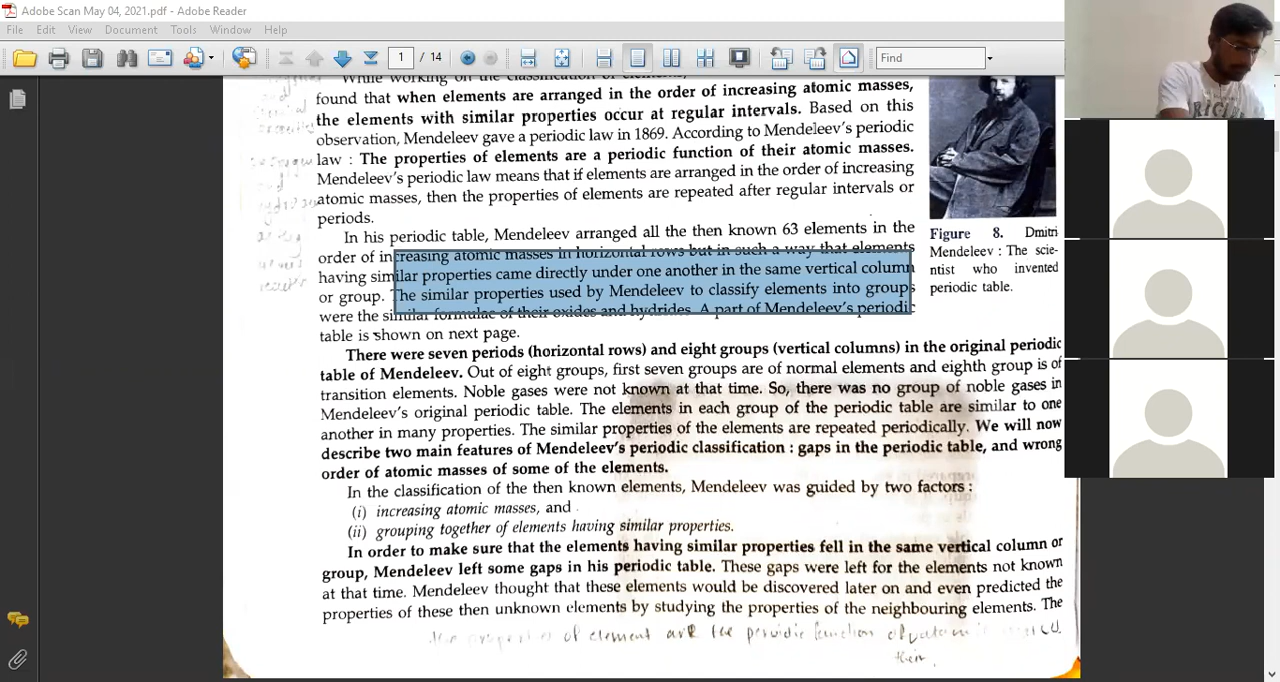 Adobe Scan May 04, 2021.pdf - Adobe Reader
File Edit View Document Tools Window Help
1 / 14
Find
While working on the classification of elements,
found that when elements are arranged in the order of increasing atomic masses,
the elements with similar properties occur at regular intervals. Based on this
observation, Mendeleev gave a periodic law in 1869. According to Mendeleev's periodic
law : The properties of elements are a periodic function of their atomic masses.
Mendeleev's periodic law means that if elements are arranged in the order of increasing
atomic masses, then the properties of elements are repeated after regular intervals or
periods.
In his periodic table, Mendeleev arranged all the then known 63 elements in the
order of increasing atomic masses in horizontal rows but in such a way that elements
having similar properties came directly under one another in the same vertical column
or group. The similar properties used by Mendeleev to classify elements into groups
were the similar formulae of their oxides and hydrides. A part of Mendeleev's periodic
table is shown on next page.
Figure 8. Dmitri
Mendeleev : The scie-
ntist who invented
periodic table.
There were seven periods (horizontal rows) and eight groups (vertical columns) in the original periodic
table of Mendeleev. Out of eight groups, first seven groups are of normal elements and eighth group is of
transition elements. Noble gases were not known at that time. So, there was no group of noble gases in
Mendeleev's original periodic table. The elements in each group of the periodic table are similar to one
another in many properties. The similar properties of the elements are repeated periodically. We will now
describe two main features of Mendeleev's periodic classification : gaps in the periodic table, and wrong
order of atomic masses of some of the elements.
In the classification of the then known elements, Mendeleev was guided by two factors :
(i) increasing atomic masses, and
(ii) grouping together of elements having similar properties.
In order to make sure that the elements having similar properties fell in the same vertical column or
group, Mendeleev left some gaps in his periodic table. These gaps were left for the elements not known
at that time. Mendeleev thought that these elements would be discovered later on and even predicted the
properties of these then unknown elements by studying the properties of the neighbouring elements. The
of element are the periodic function of
RIGI